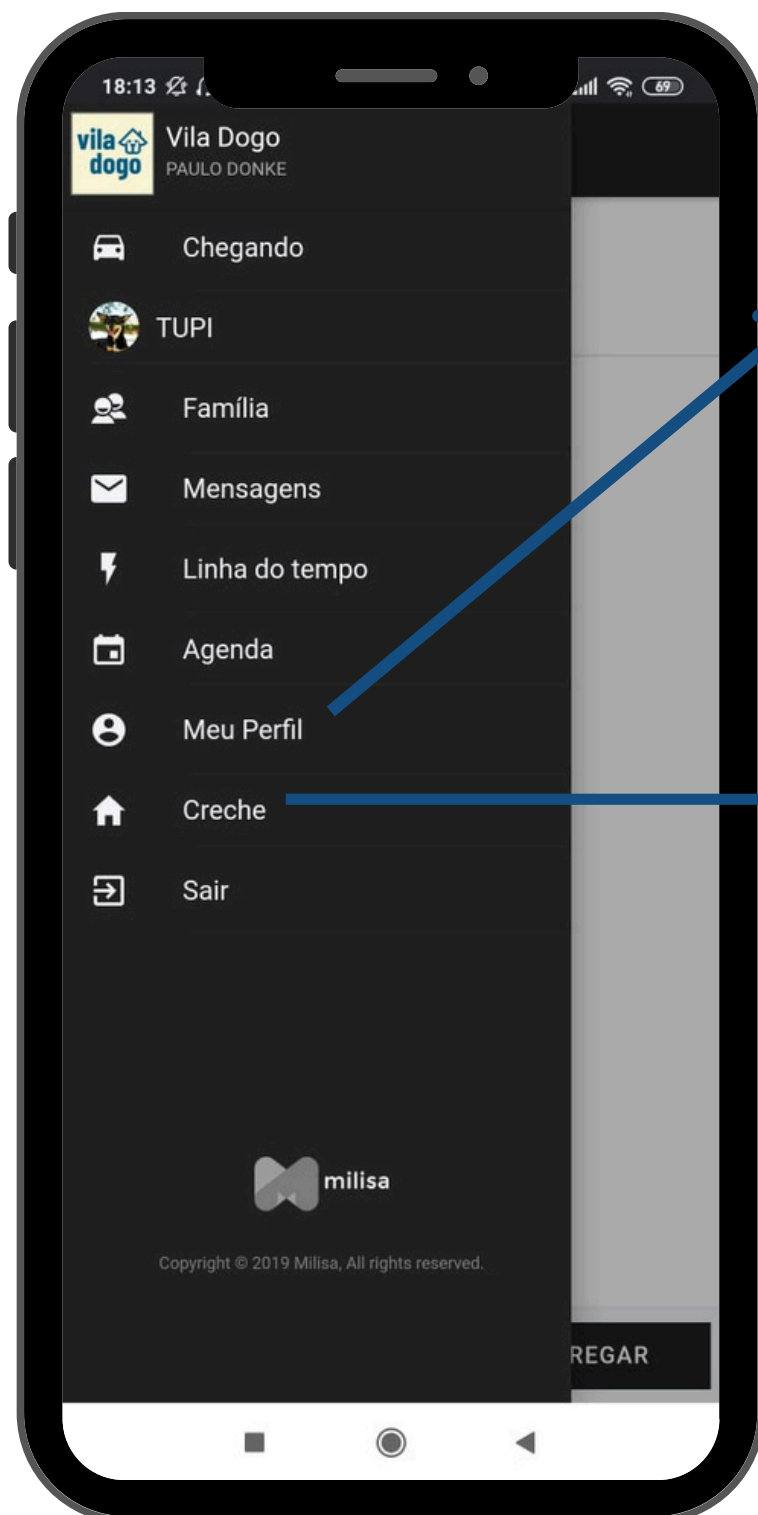 18:13
69
vila
dogo
Vila Dogo
PAULO DONKE
Chegando
TUPI
Família
Mensagens
Linha do tempo
Agenda
Meu Perfil
Creche
Sair
milisa
Copyright © 2019 Milisa, All rights reserved.
REGAR